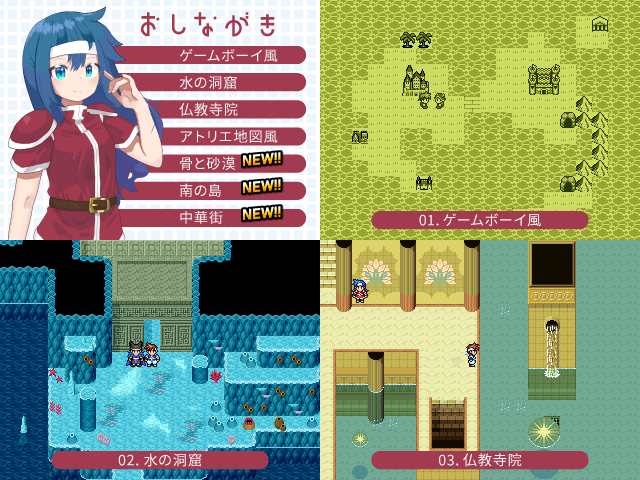 おしながき
ゲームボーイ風
水の洞窟
仏教寺院
アトリエ地図風
骨と砂漠 NEW!!
南の島 NEW!!
中華街 NEW!!
01.ゲームボーイ風
02.水の洞窟
03.仏教寺院